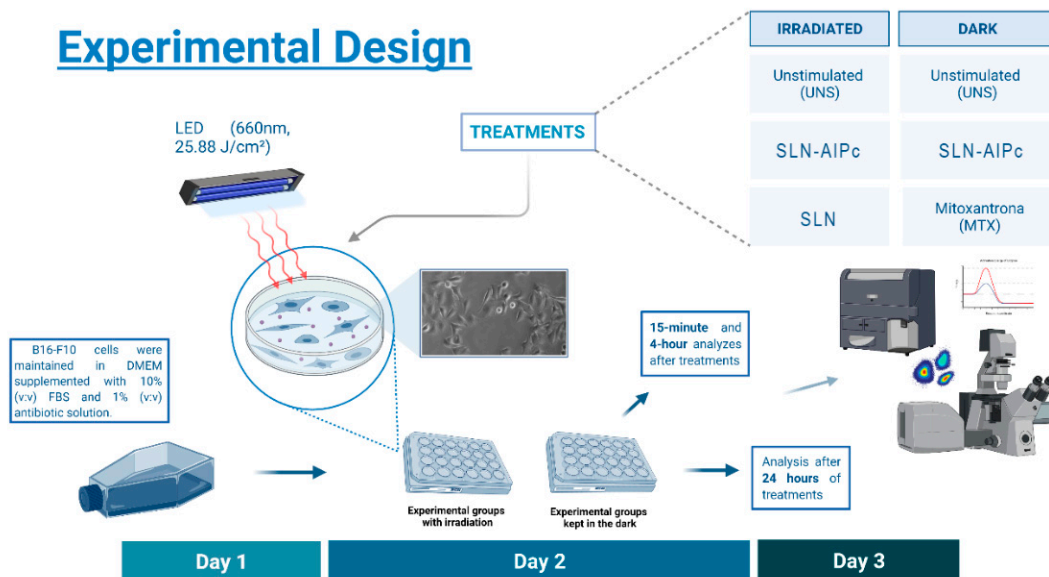 Experimental Design
LED (660nm,
25.88 J/cm²)
TREATMENTS
IRRADIATED
DARK
Unstimulated
(UNS)
Unstimulated
(UNS)
SLN-AlPc
SLN-AlPc
SLN
Mitoxantrona
(MTX)
B16-F10 cells were
maintained in DMEM
supplemented with 10%
(v:v) FBS and 1% (v:v)
antibiotic solution.
15-minute and
4-hour analyzes
after treatments
Experimental groups
with irradiation
Experimental groups
kept in the dark
Analysis after
24 hours of
treatments
Day 1
Day 2
Day 3